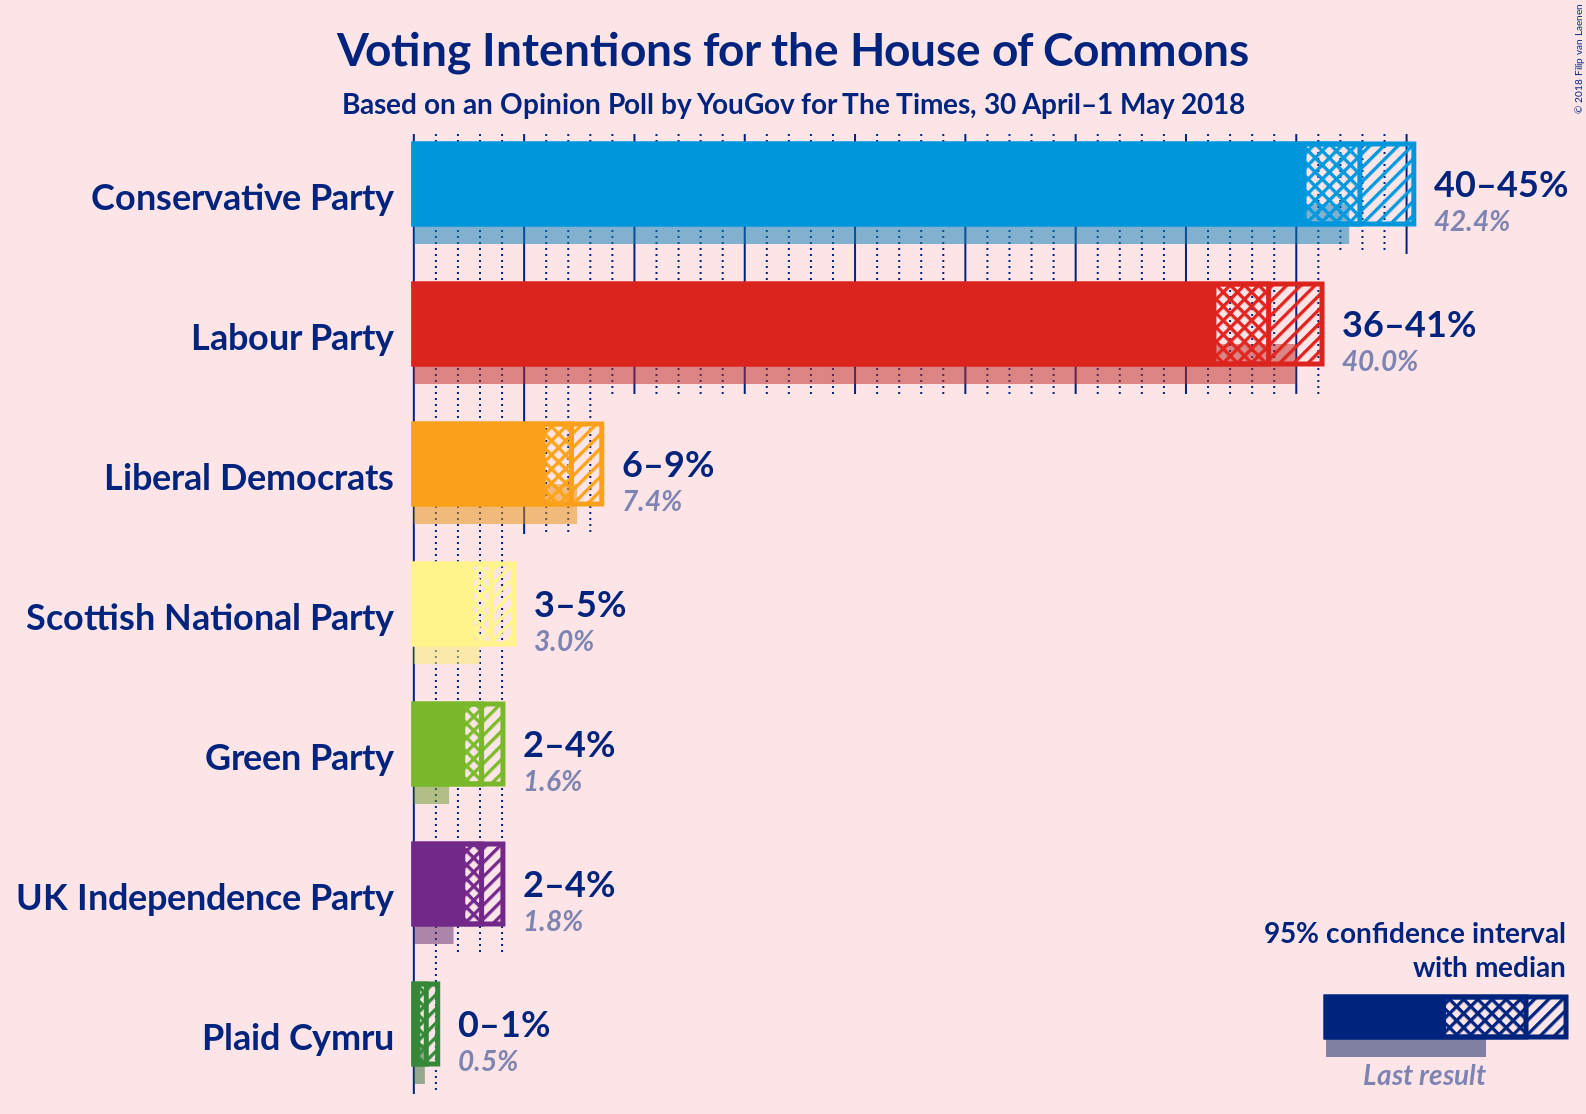 Voting Intentions for the House of Commons
Based on an Opinion Poll by YouGov for The Times, 30 April–1 May 2018
© 2018 Filip van Laenen
Conservative Party
40–45%
42.4%
Labour Party
36–41%
40.0%
Liberal Democrats
6–9%
7.4%
Scottish National Party
3–5%
3.0%
Green Party
2–4%
1.6%
UK Independence Party
2–4%
1.8%
Plaid Cymru
0–1%
0.5%
95% confidence interval
with median
Last result